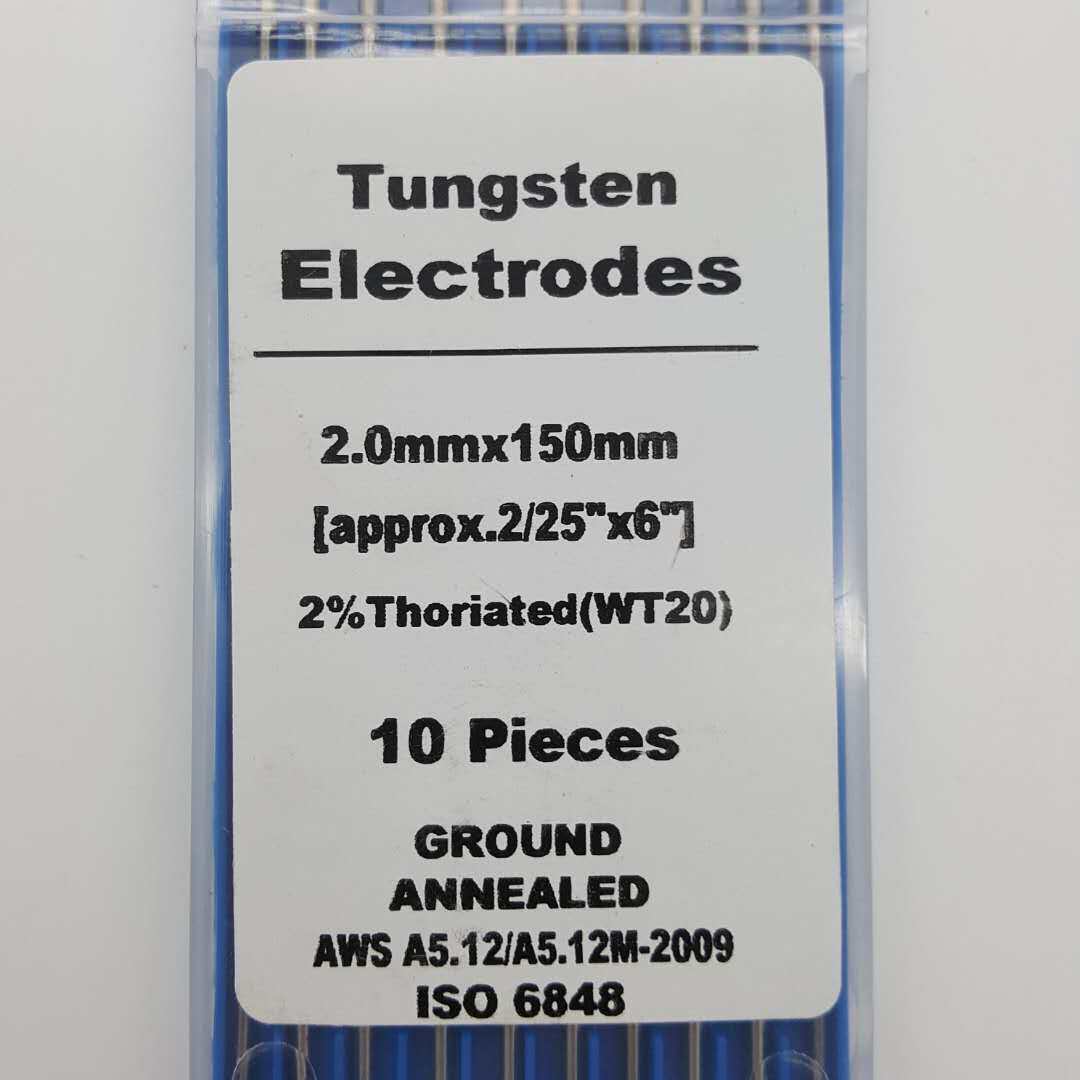 Tungsten
Electrodes
2.0mmx150mm
[approx.2/25"x6"]
2%Thoriated(WT20)
10 Pieces
GROUND
ANNEALED
AWS A5.12/A5.12M-2009
ISO 6848